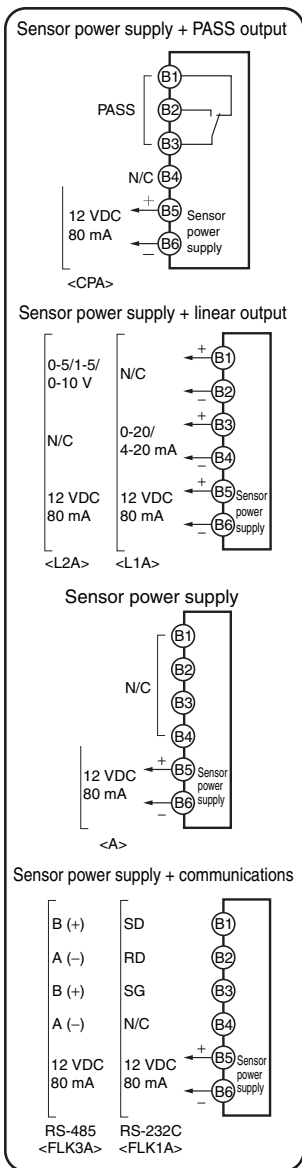 Sensor power supply + PASS output
B1
PASS
B2
B3
N/C
B4
+
12 VDC
80 mA
B5
Sensor
power
supply
B6
−
<CPA>
Sensor power supply + linear output
0-5/1-5/
0-10 V
N/C
+
B1
−
B2
N/C
0-20/
4-20 mA
+
B3
−
B4
12 VDC
80 mA
12 VDC
80 mA
+
B5
Sensor
power
supply
−
B6
<L2A>
<L1A>
Sensor power supply
B1
N/C
B2
B3
B4
12 VDC
80 mA
+
B5
Sensor
power
supply
−
B6
<A>
Sensor power supply + communications
B (+)
SD
B1
A (−)
RD
B2
B (+)
SG
B3
A (−)
N/C
B4
12 VDC
80 mA
12 VDC
80 mA
+
B5
Sensor
power
supply
−
B6
RS-485
<FLK3A>
RS-232C
<FLK1A>